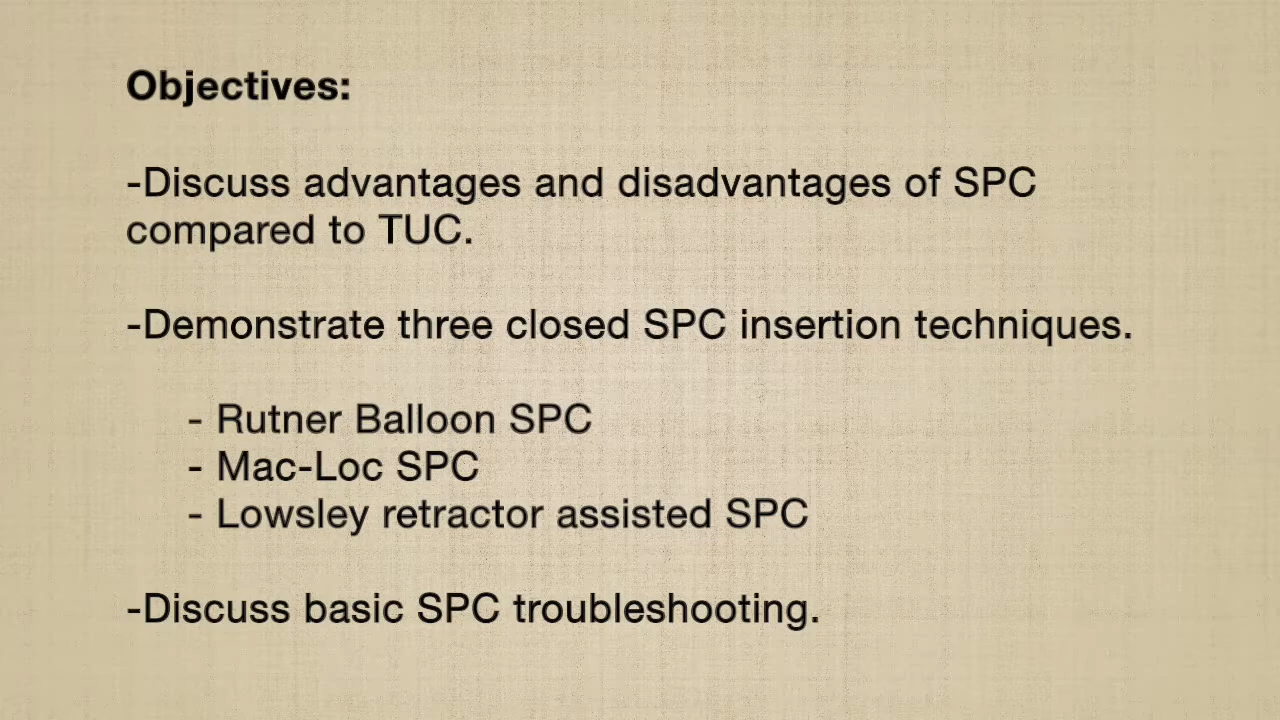 Objectives:
-Discuss advantages and disadvantages of SPC
compared to TUC.
-Demonstrate three closed SPC insertion techniques.
- Rutner Balloon SPC
- Mac-Loc SPC
- Lowsley retractor assisted SPC
-Discuss basic SPC troubleshooting.